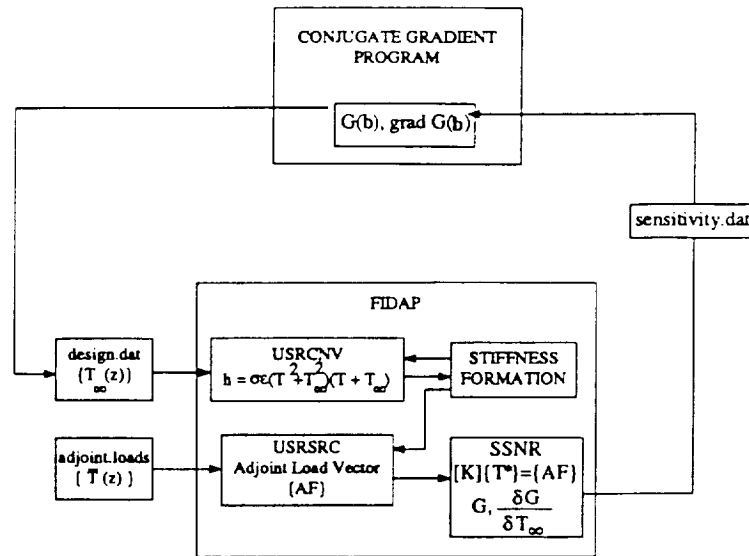 CONJUGATE GRADIENT
PROGRAM
G(b), grad G(b)
sensitivity.dat
FIDAP
design.dat
{T∞(z)}
USRCNV
h = σε(T²+T∞²)(T + T∞)
STIFFNESS
FORMATION
adjoint.loads
{ T(z) }
USRSRC
Adjoint Load Vector
{AF}
SSNR
[K]{T*}={AF}
G, δG
δT∞